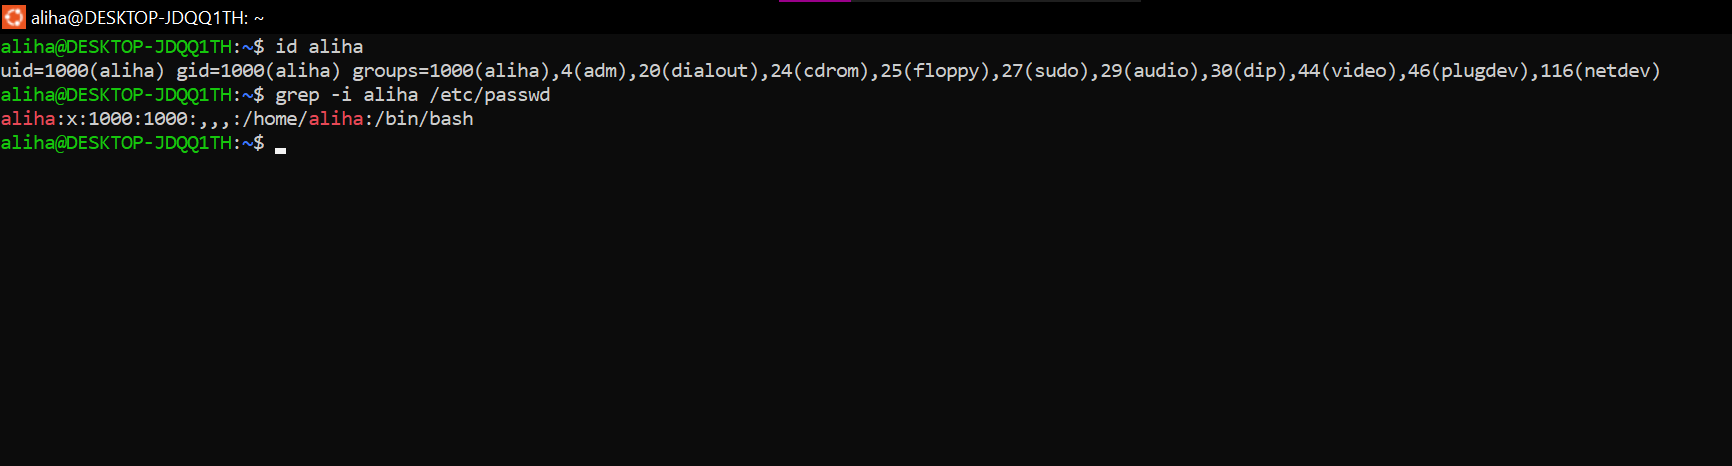 aliha@DESKTOP-JDQQ1TH: ~
aliha@DESKTOP-JDQQ1TH:~$ id aliha
uid=1000(aliha) gid=1000(aliha) groups=1000(aliha),4(adm),20(dialout),24(cdrom),25(floppy),27(sudo),29(audio),30(dip),44(video),46(plugdev),116(netdev)
aliha@DESKTOP-JDQQ1TH:~$ grep -i aliha /etc/passwd
aliha:x:1000:1000:,,,:/home/aliha:/bin/bash
aliha@DESKTOP-JDQQ1TH:~$